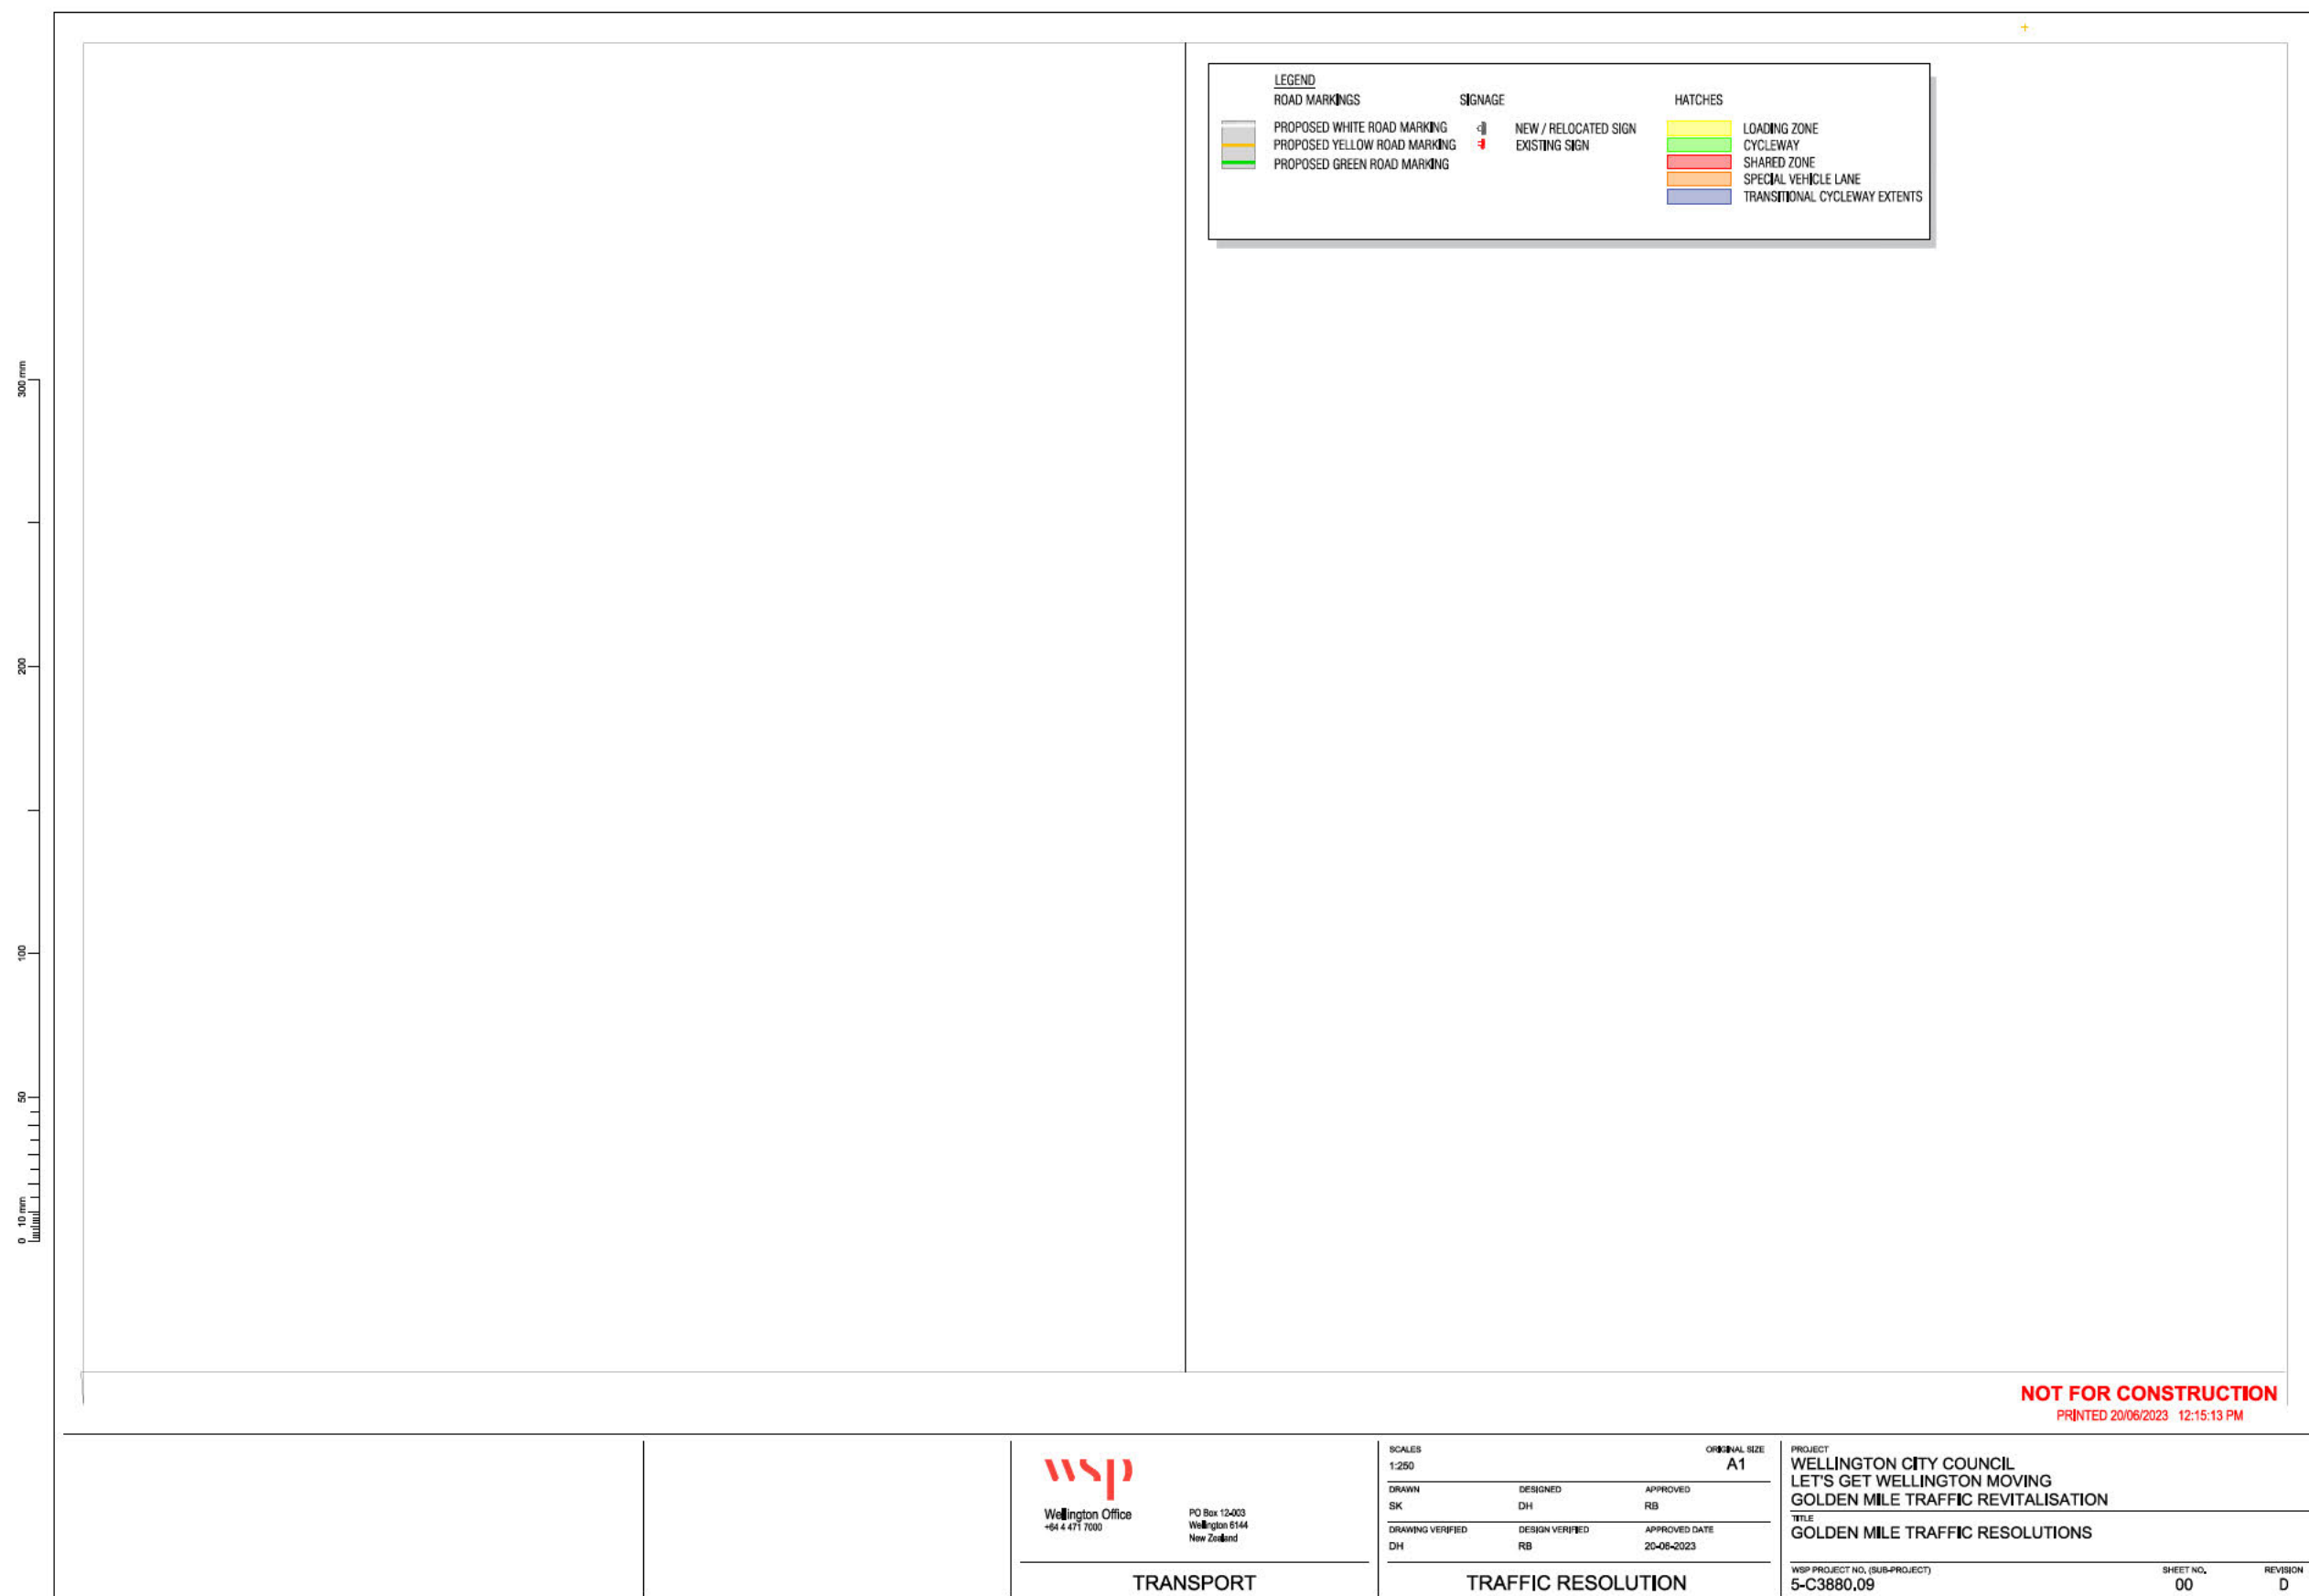 LEGEND
ROAD MARKINGS
PROPOSED WHITE ROAD MARKING
PROPOSED YELLOW ROAD MARKING
PROPOSED GREEN ROAD MARKING
SIGNAGE
NEW / RELOCATED SIGN
EXISTING SIGN
HATCHES
LOADING ZONE
CYCLEWAY
SHARED ZONE
SPECIAL VEHICLE LANE
TRANSITIONAL CYCLEWAY EXTENTS
300 mm
200
100
50
10 mm
0
NOT FOR CONSTRUCTION
PRINTED 20/06/2023 12:15:13 PM
wsp
Wellington Office
+64 4 471 7000
PO Box 12-003
Wellington 6144
New Zealand
TRANSPORT
SCALES
1:250
ORIGINAL SIZE
A1
DRAWN
SK
DESIGNED
DH
APPROVED
RB
DRAWING VERIFIED
DH
DESIGN VERIFIED
RB
APPROVED DATE
20-06-2023
TRAFFIC RESOLUTION
PROJECT
WELLINGTON CITY COUNCIL
LET'S GET WELLINGTON MOVING
GOLDEN MILE TRAFFIC REVITALISATION
TITLE
GOLDEN MILE TRAFFIC RESOLUTIONS
WSP PROJECT NO. (SUB-PROJECT)
5-C3880.09
SHEET NO.
00
REVISION
D